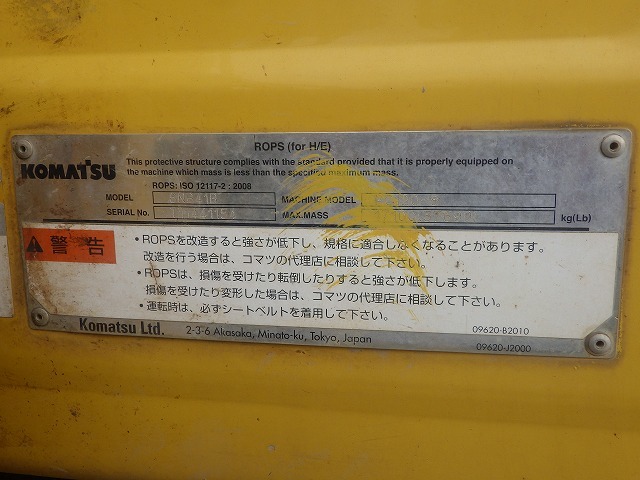 ROPS (for H/E)
KOMATSU
This protective structure complies with the standard provided that it is properly equipped on
the machine which mass is less than the specified maximum mass.
ROPS: ISO 12117-2 : 2008
MODEL
MACHINE MODEL
SERIAL No.
MAX.MASS
kg(Lb)
警告
・ROPSを改造すると強さが低下し、規格に適合しなくなることがあります。
改造を行う場合は、コマツの代理店に相談して下さい。
・ROPSは、損傷を受けたり転倒したりすると強さが低下します。
損傷を受けたり変形した場合は、コマツの代理店に相談して下さい。
・運転時は、必ずシートベルトを着用して下さい。
Komatsu Ltd. 2-3-6 Akasaka, Minato-ku, Tokyo, Japan
09620-B2010
09620-J2000